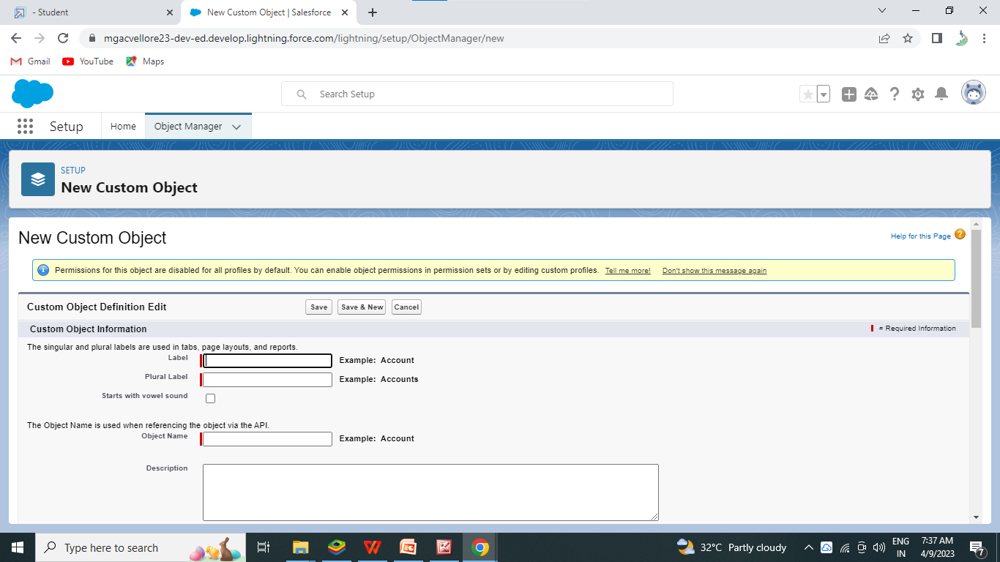 - Student
New Custom Object | Salesforce
mgacvellore23-dev-ed.develop.lightning.force.com/lightning/setup/ObjectManager/new
Gmail YouTube Maps
Search Setup
Setup Home Object Manager
SETUP
New Custom Object
New Custom Object
Help for this Page
Permissions for this object are disabled for all profiles by default. You can enable object permissions in permission sets or by editing custom profiles. Tell me more! Don't show this message again
Custom Object Definition Edit Save Save & New Cancel
Custom Object Information = Required Information
The singular and plural labels are used in tabs, page layouts, and reports.
Label Example: Account
Plural Label Example: Accounts
Starts with vowel sound
The Object Name is used when referencing the object via the API.
Object Name Example: Account
Description
Type here to search
32°C Partly cloudy
ENG
IN
7:37 AM
4/9/2023
7